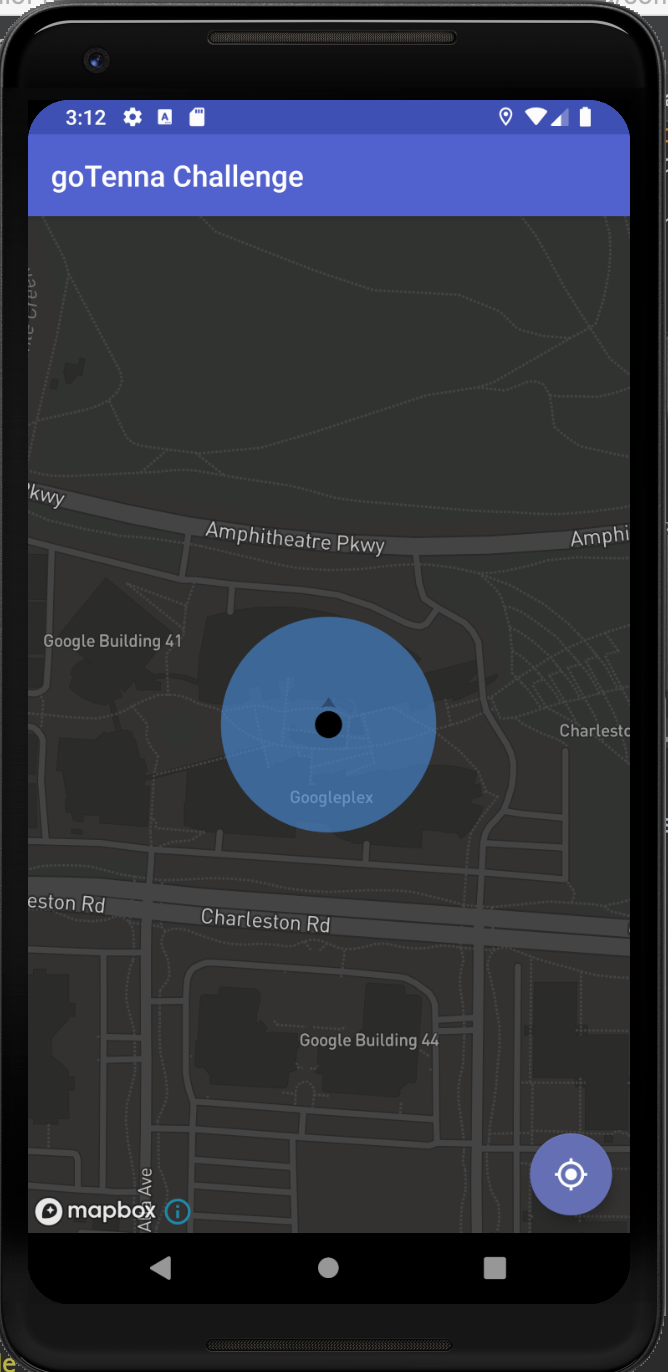 3:12
goTenna Challenge
Pkwy
Amphitheatre Pkwy
Amphi
Google Building 41
Charlesto
Googleplex
eston Rd
Charleston Rd
Google Building 44
Ave
mapbox